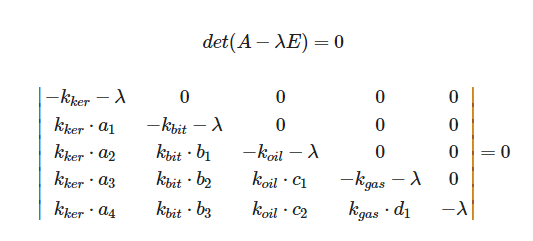 det(A − λE) = 0
−k_ker − λ 0 0 0 0
k_ker · a_1 −k_bit − λ 0 0 0
k_ker · a_2 k_bit · b_1 −k_oil − λ 0 0 = 0
k_ker · a_3 k_bit · b_2 k_oil · c_1 −k_gas − λ 0
k_ker · a_4 k_bit · b_3 k_oil · c_2 k_gas · d_1 −λ